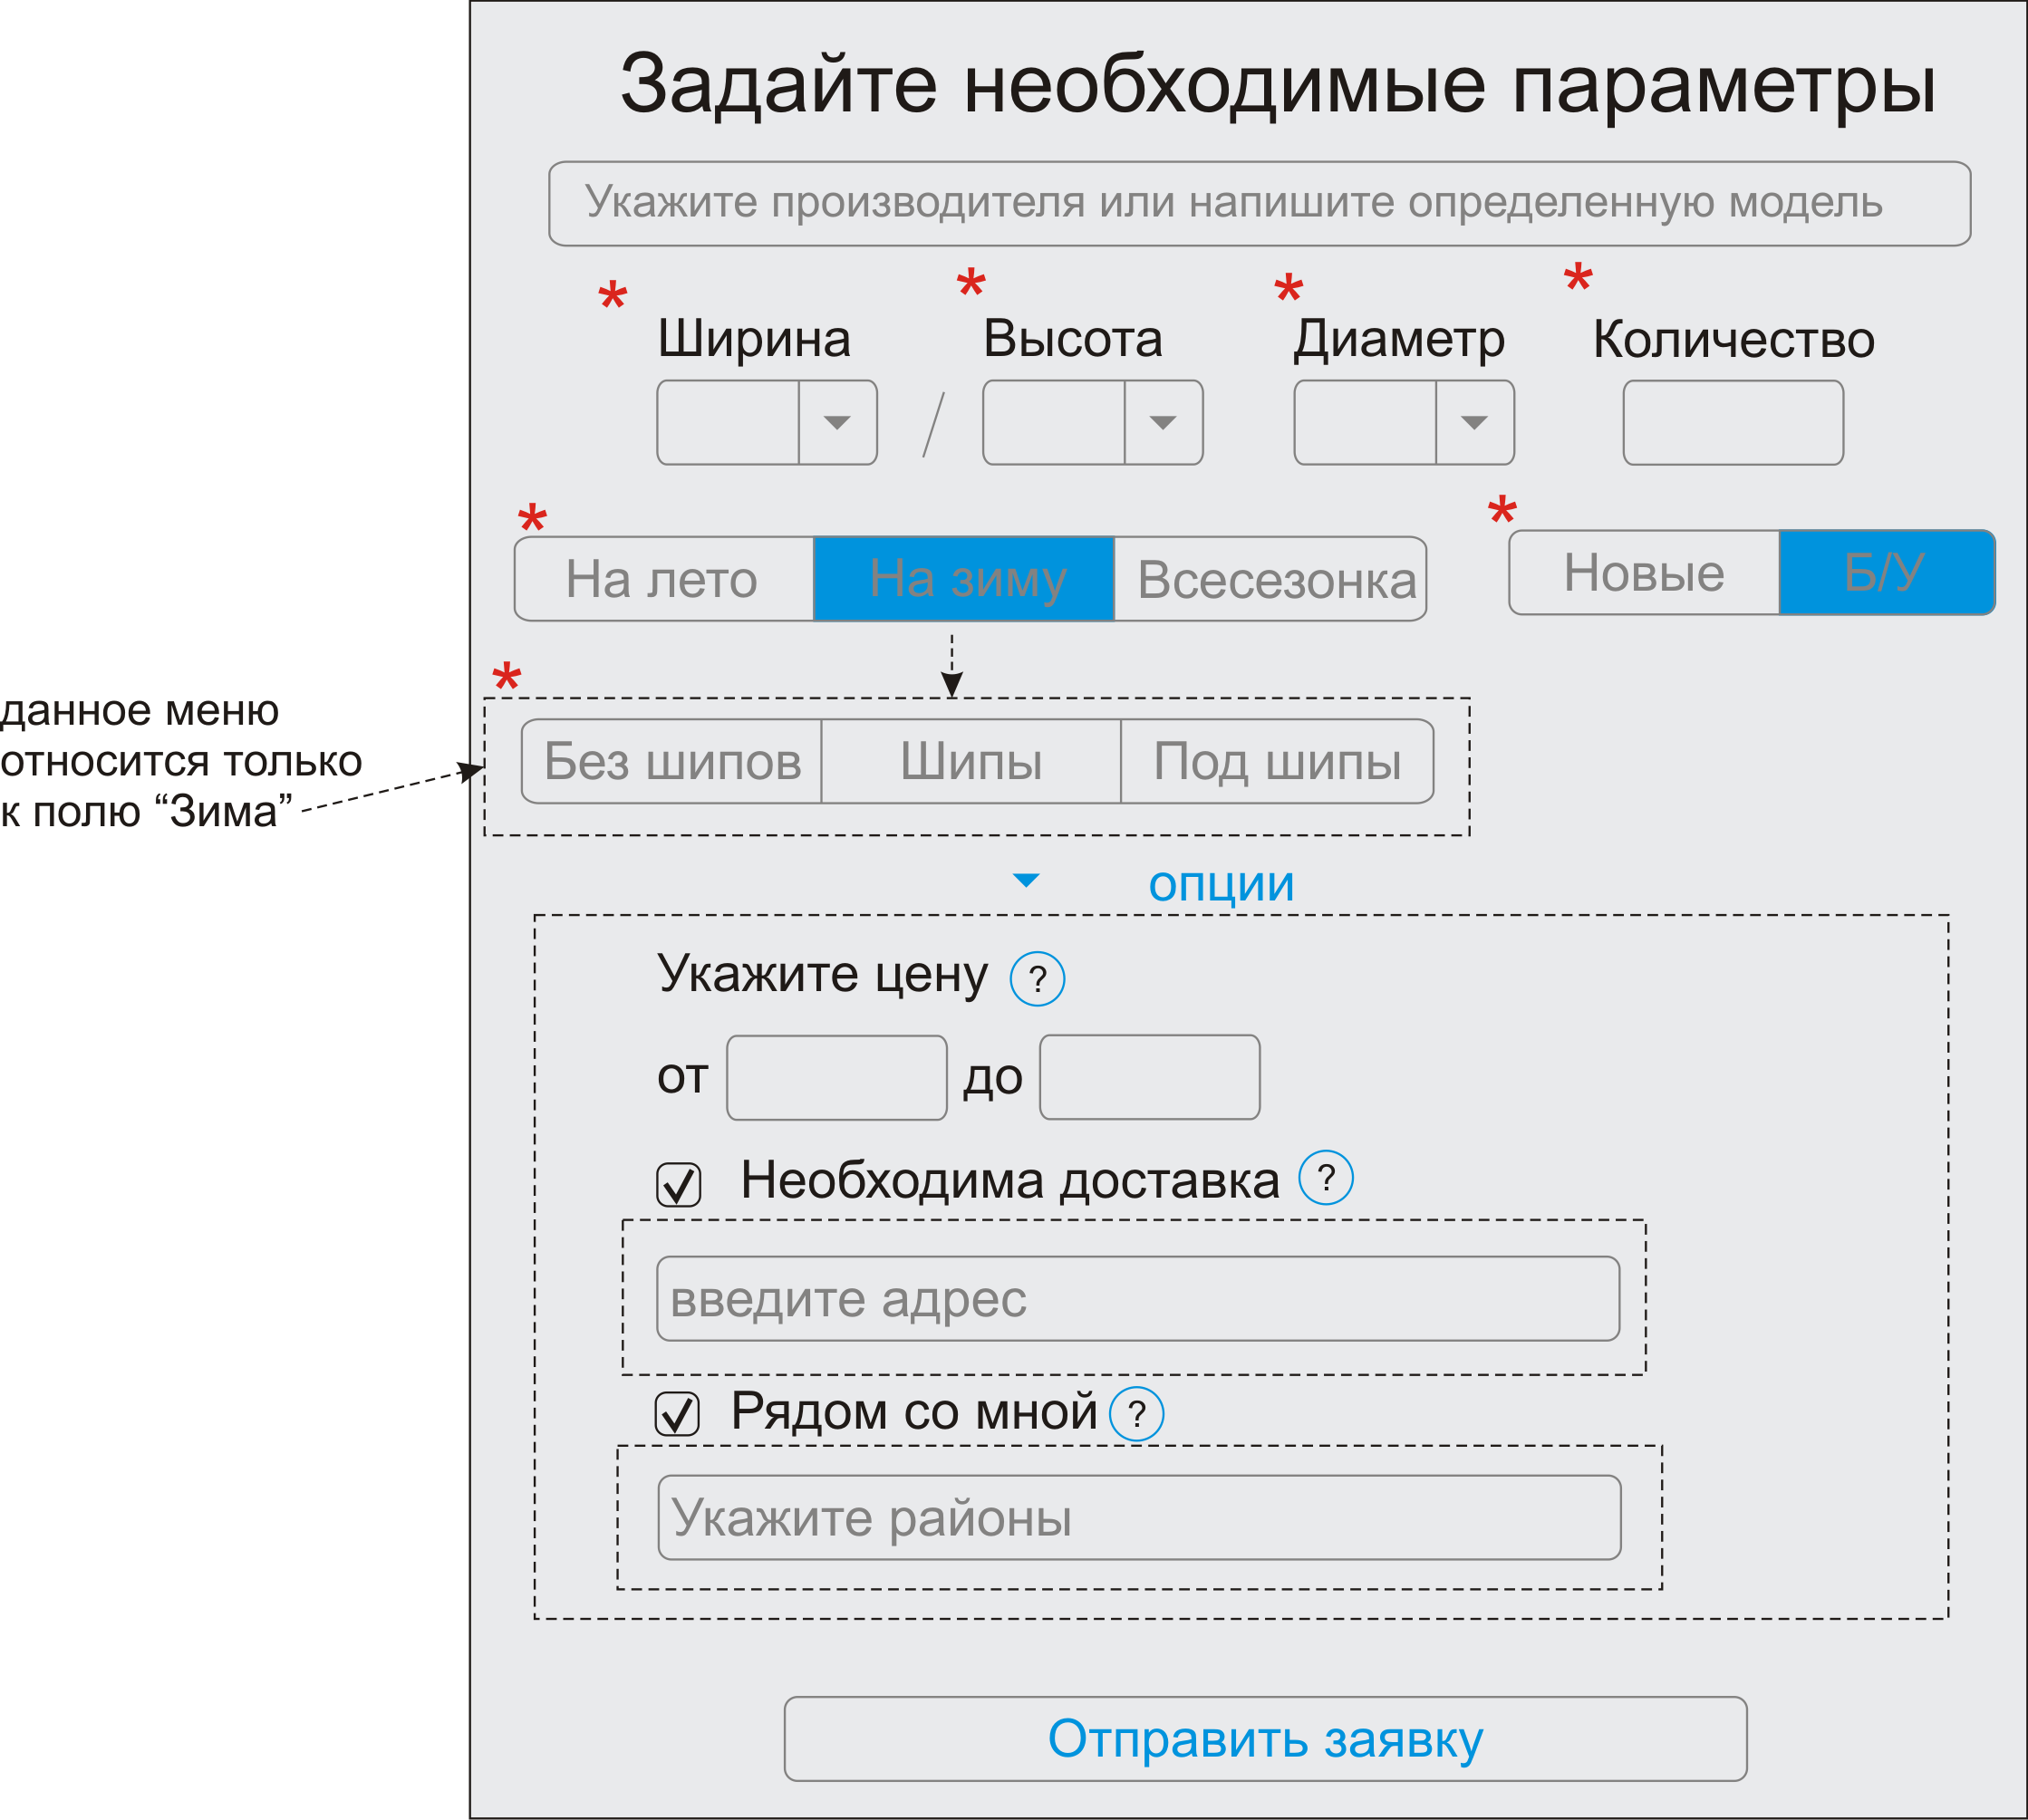 Задайте необходимые параметры
Укажите производителя или напишите определенную модель
* * * *
Ширина Высота Диаметр Количество
/
* *
На лето На зиму Всесезонка Новые Б/У
*
данное меню
относится только
к полю “Зима”
Без шипов Шипы Под шипы
опции
Укажите цену ?
от до
Необходима доставка ?
введите адрес
Рядом со мной ?
Укажите районы
Отправить заявку